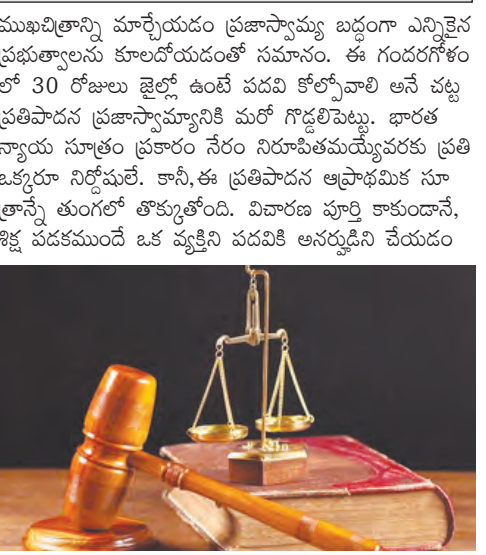 ముఖచిత్రాన్ని మార్చేయడం ప్రజాస్వామ్య బద్ధంగా ఎన్నికైన
ప్రభుత్వాలను కూలదోయడంతో సమానం. ఈ గందరగోళం
లో 30 రోజులు జైల్లో ఉంటే పదవి కోల్పోవాలి అనే చట్ట
ప్రతిపాదన ప్రజాస్వామ్యానికి మరో గొడ్డలిపెట్టు. భారత
న్యాయ సూత్రం ప్రకారం నేరం నిరూపితమయ్యేవరకు ప్రతి
ఒక్కరూ నిర్దోషులే. కానీ,ఈ ప్రతిపాదన ఆప్రాథమిక సూ
త్రాన్నే తుంగలో తొక్కుతోంది. విచారణ పూర్తి కాకుండానే,
శిక్ష పడకముందే ఒక వ్యక్తిని పదవికి అనర్హుడిని చేయడం